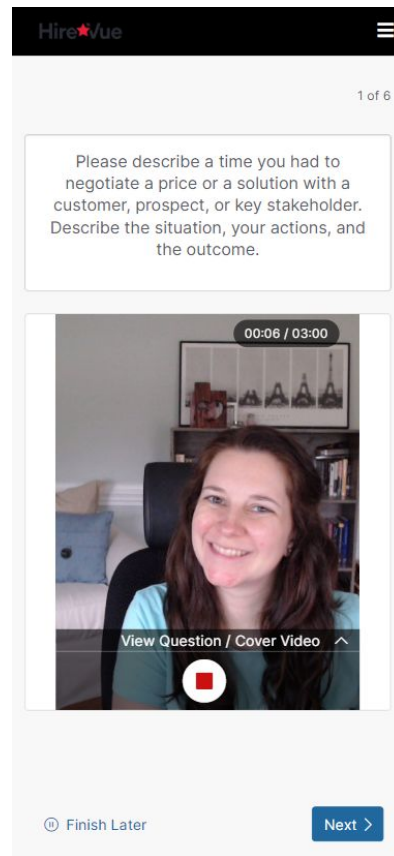 Hire★Vue
1 of 6
Please describe a time you had to
negotiate a price or a solution with a
customer, prospect, or key stakeholder.
Describe the situation, your actions, and
the outcome.
00:06 / 03:00
View Question / Cover Video
Finish Later
Next